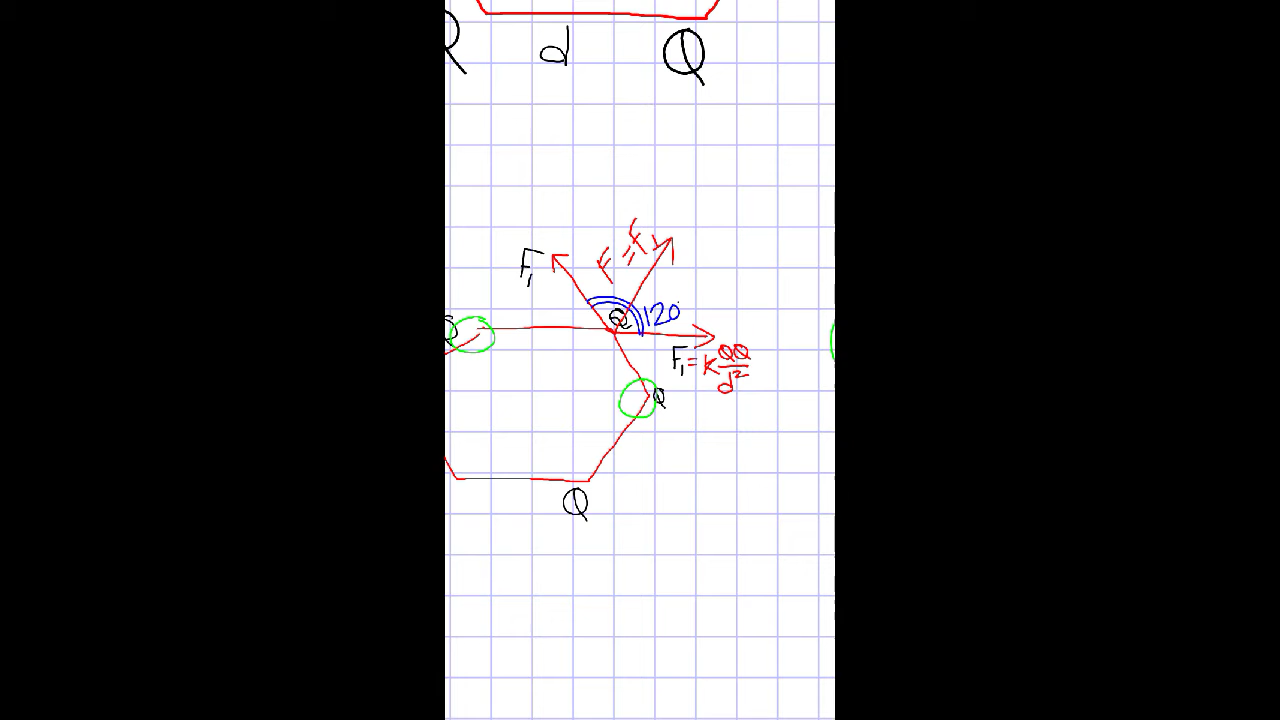 Q
d Q
F = F1
F1
Q 120
Q
F1 = K QQ/d²
Q
Q